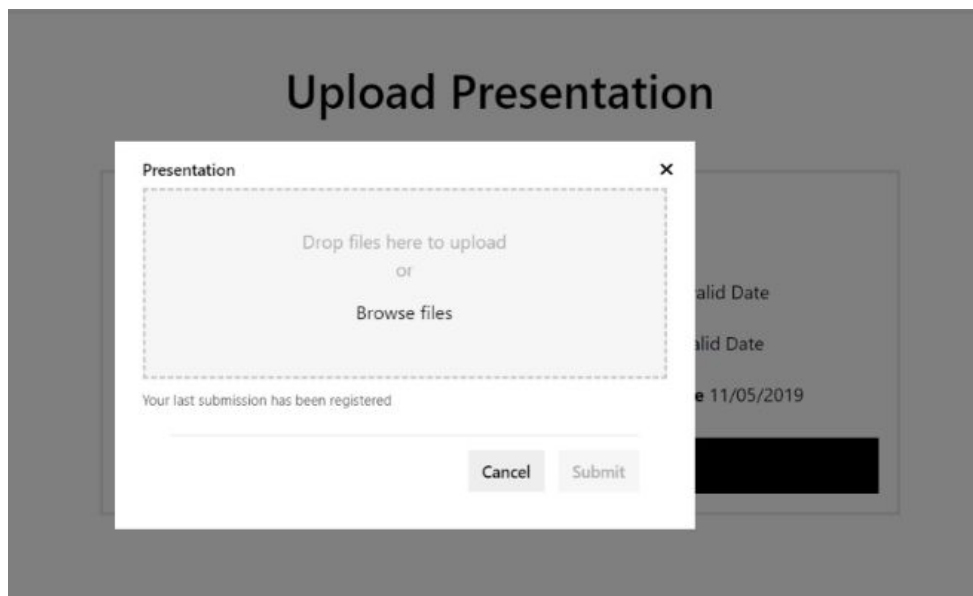 Upload Presentation
Presentation ×
Drop files here to upload
or
Browse files
alid Date
alid Date
e 11/05/2019
Your last submission has been registered
Cancel Submit